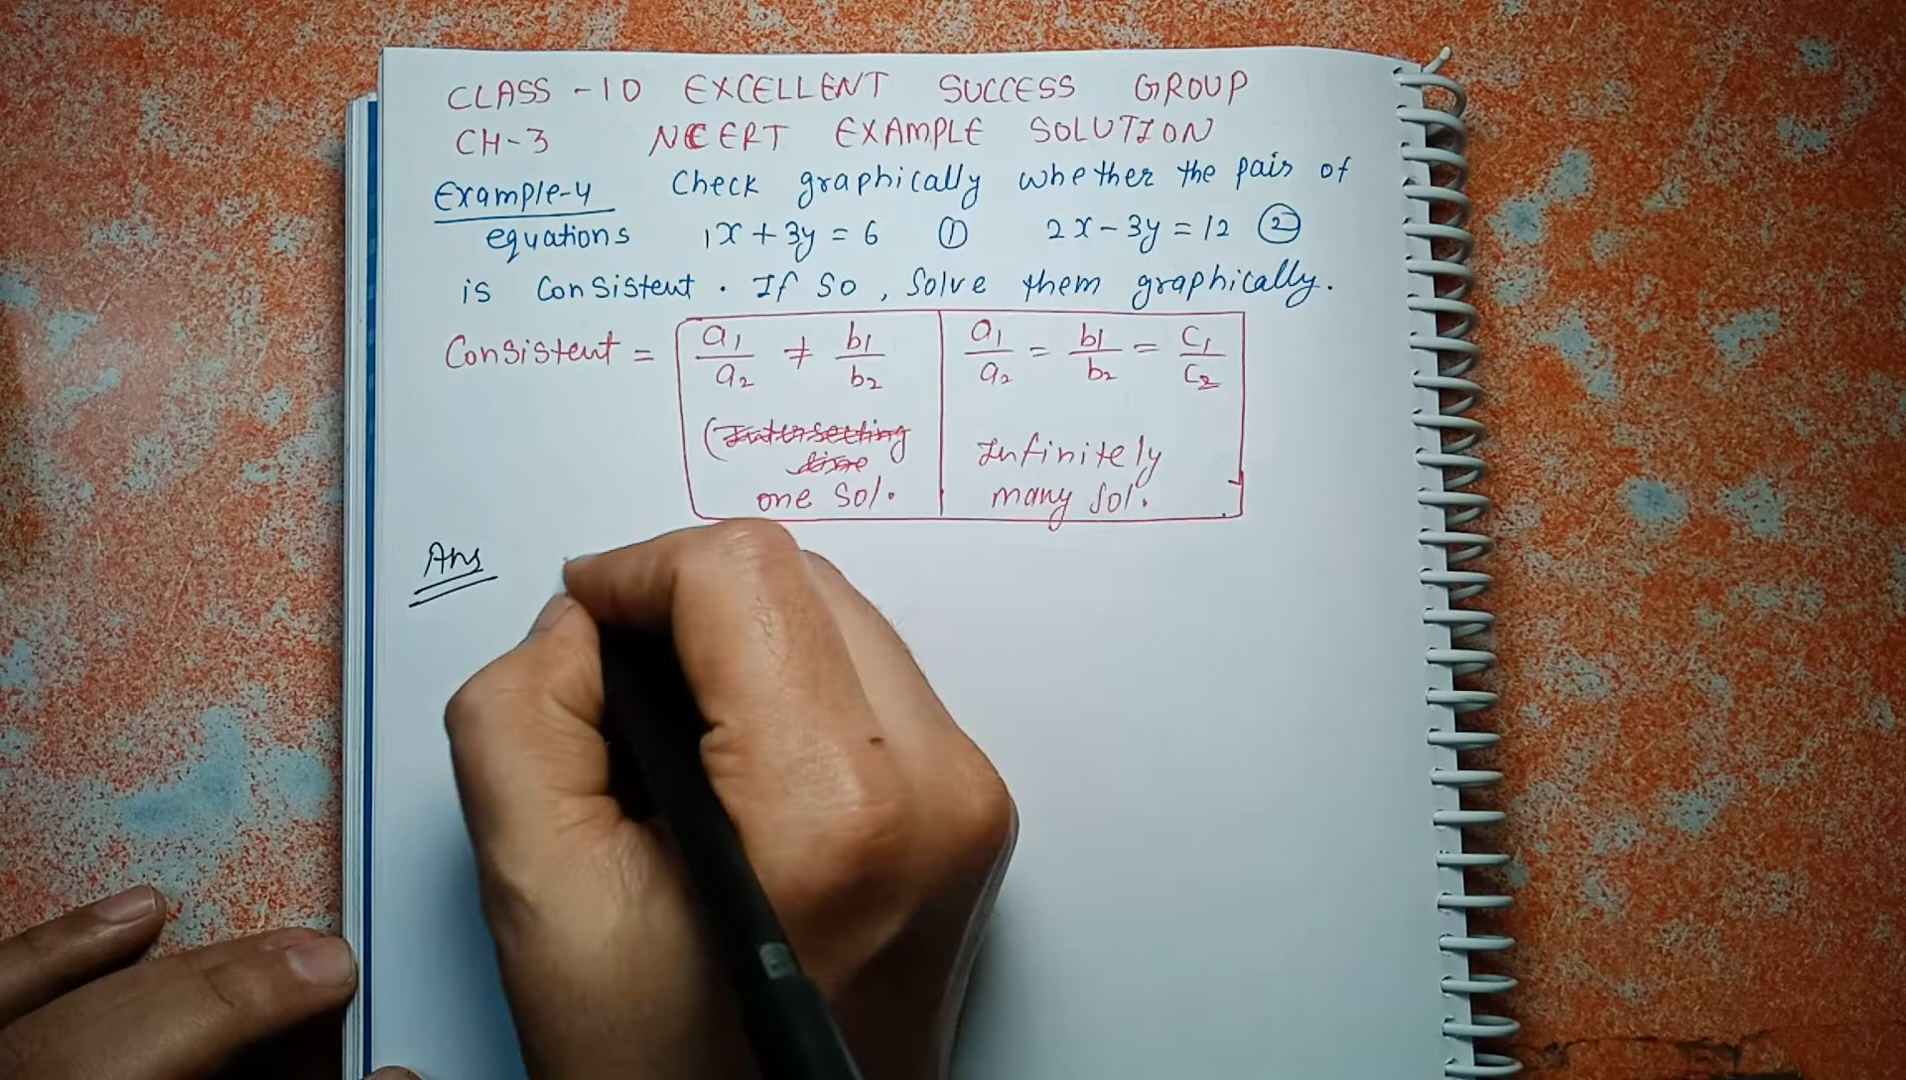 CLASS - 10 EXCELLENT SUCCESS GROUP
CH-3 NCERT EXAMPLE SOLUTION
Example-4 Check graphically whether the pair of
equations 1x + 3y = 6 ① 2x - 3y = 12 ②
is Consistent. If so, Solve them graphically.
Consistent = a1/a2 ≠ b1/b2 a1/a2 = b1/b2 = C1/C2
(Intersecting Infinitely
line
one Sol. many Sol.
Ans